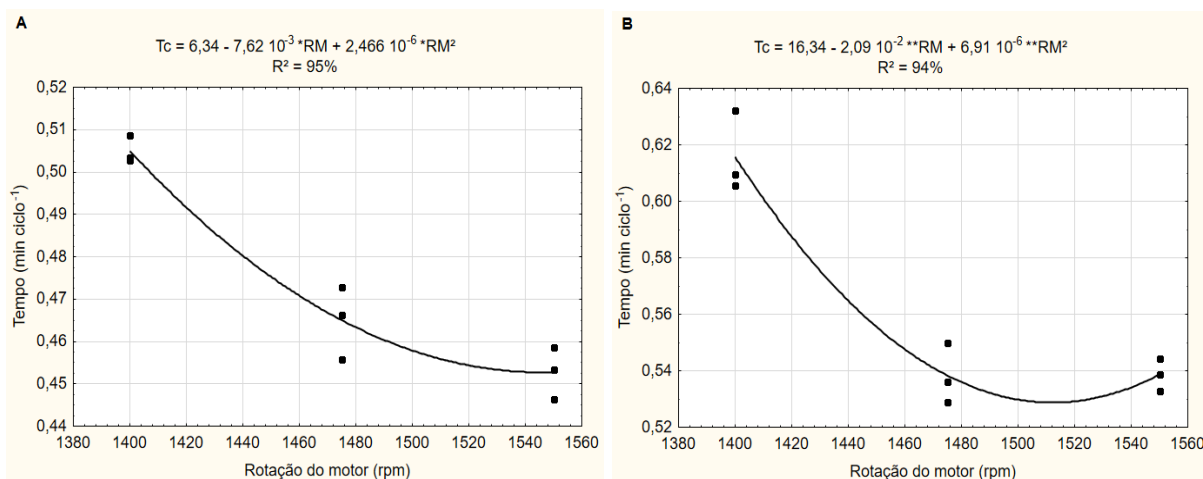 A
Tc = 6,34 - 7,62 10⁻³ *RM + 2,466 10⁻⁶ *RM²
R² = 95%
0,52
0,51
0,50
0,49
0,48
0,47
0,46
0,45
0,44
Tempo (min ciclo⁻¹)
1380 1400 1420 1440 1460 1480 1500 1520 1540 1560
Rotação do motor (rpm)
B
Tc = 16,34 - 2,09 10⁻² **RM + 6,91 10⁻⁶ **RM²
R² = 94%
0,64
0,62
0,60
0,58
0,56
0,54
0,52
Tempo (min ciclo⁻¹)
1380 1400 1420 1440 1460 1480 1500 1520 1540 1560
Rotação do motor (rpm)